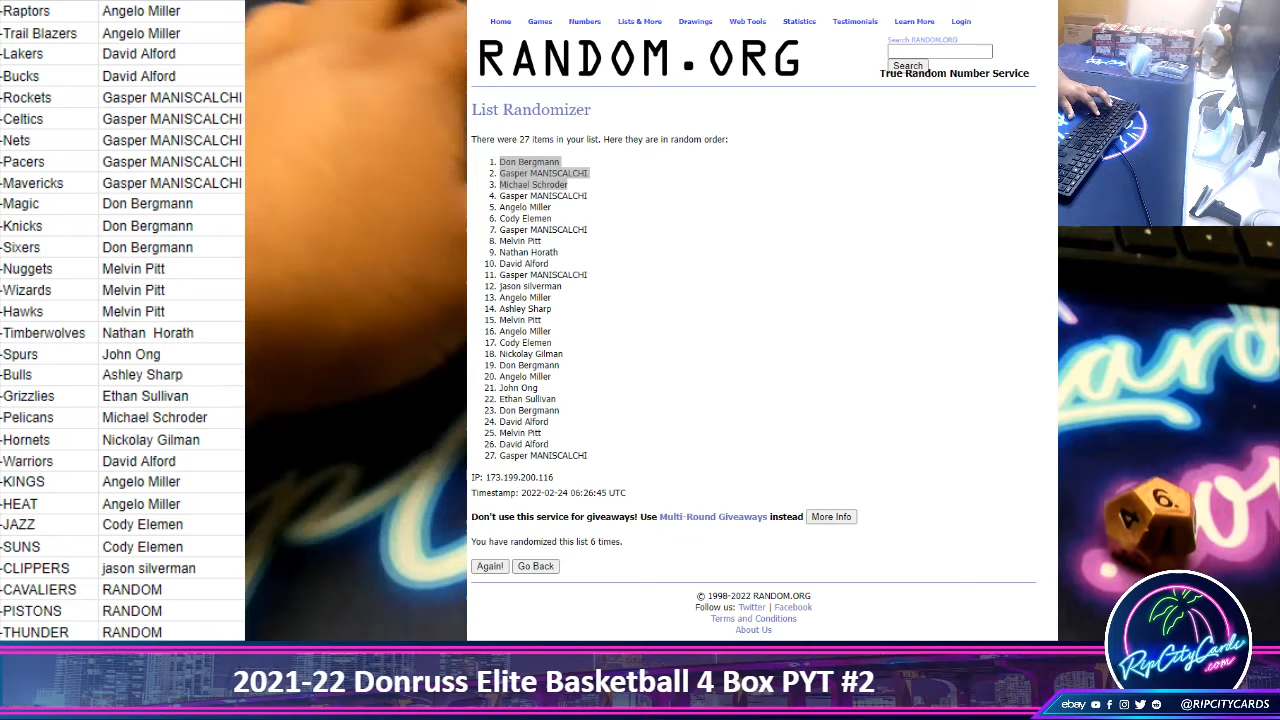 -Raptors Angelo Miller
-Trail Blazers Angelo Miller
-Lakers David Alford
-Bucks David Alford
-Rockets Gasper MANISCALCHI
-Celtics Gasper MANISCALCHI
-Nets Gasper MANISCALCHI
-Pacers Gasper MANISCALCHI
-Mavericks Gasper MANISCALCHI
-Magic Don Bergmann
-Knicks Don Bergmann
-Sixers Don Bergmann
-Nuggets Melvin Pitt
-Wizards Melvin Pitt
-Hawks Melvin Pitt
-Timberwolves Nathan Horath
-Spurs John Ong
-Bulls Ashley Sharp
-Grizzlies Ethan Sullivan
-Pelicans Michael Schroder
-Hornets Nickolay Gilman
-Warriors David Alford
-KINGS Angelo Miller
-HEAT Angelo Miller
-JAZZ Cody Elemen
-SUNS Cody Elemen
-CLIPPERS jason silverman
-CAVALIERS RANDOM
-PISTONS RANDOM
-THUNDER RANDOM
Home Games Numbers Lists & More Drawings Web Tools Statistics Testimonials Learn More Login
RANDOM.ORG
Search RANDOM.ORG
Search
True Random Number Service
List Randomizer
There were 27 items in your list. Here they are in random order:
1. Don Bergmann
2. Gasper MANISCALCHI
3. Michael Schroder
4. Gasper MANISCALCHI
5. Angelo Miller
6. Cody Elemen
7. Gasper MANISCALCHI
8. Melvin Pitt
9. Nathan Horath
10. David Alford
11. Gasper MANISCALCHI
12. jason silverman
13. Angelo Miller
14. Ashley Sharp
15. Melvin Pitt
16. Angelo Miller
17. Cody Elemen
18. Nickolay Gilman
19. Don Bergmann
20. Angelo Miller
21. John Ong
22. Ethan Sullivan
23. Don Bergmann
24. David Alford
25. Melvin Pitt
26. David Alford
27. Gasper MANISCALCHI
IP: 173.199.200.116
Timestamp: 2022-02-24 06:26:45 UTC
Don't use this service for giveaways! Use Multi-Round Giveaways instead More Info
You have randomized this list 6 times.
Again! Go Back
© 1998-2022 RANDOM.ORG
Follow us: Twitter | Facebook
Terms and Conditions
About Us
4 6.
RipCityCards
.com
2021-22 Donruss Elite Basketball 4 Box PYT #2
ebay @RIPCITYCARDS